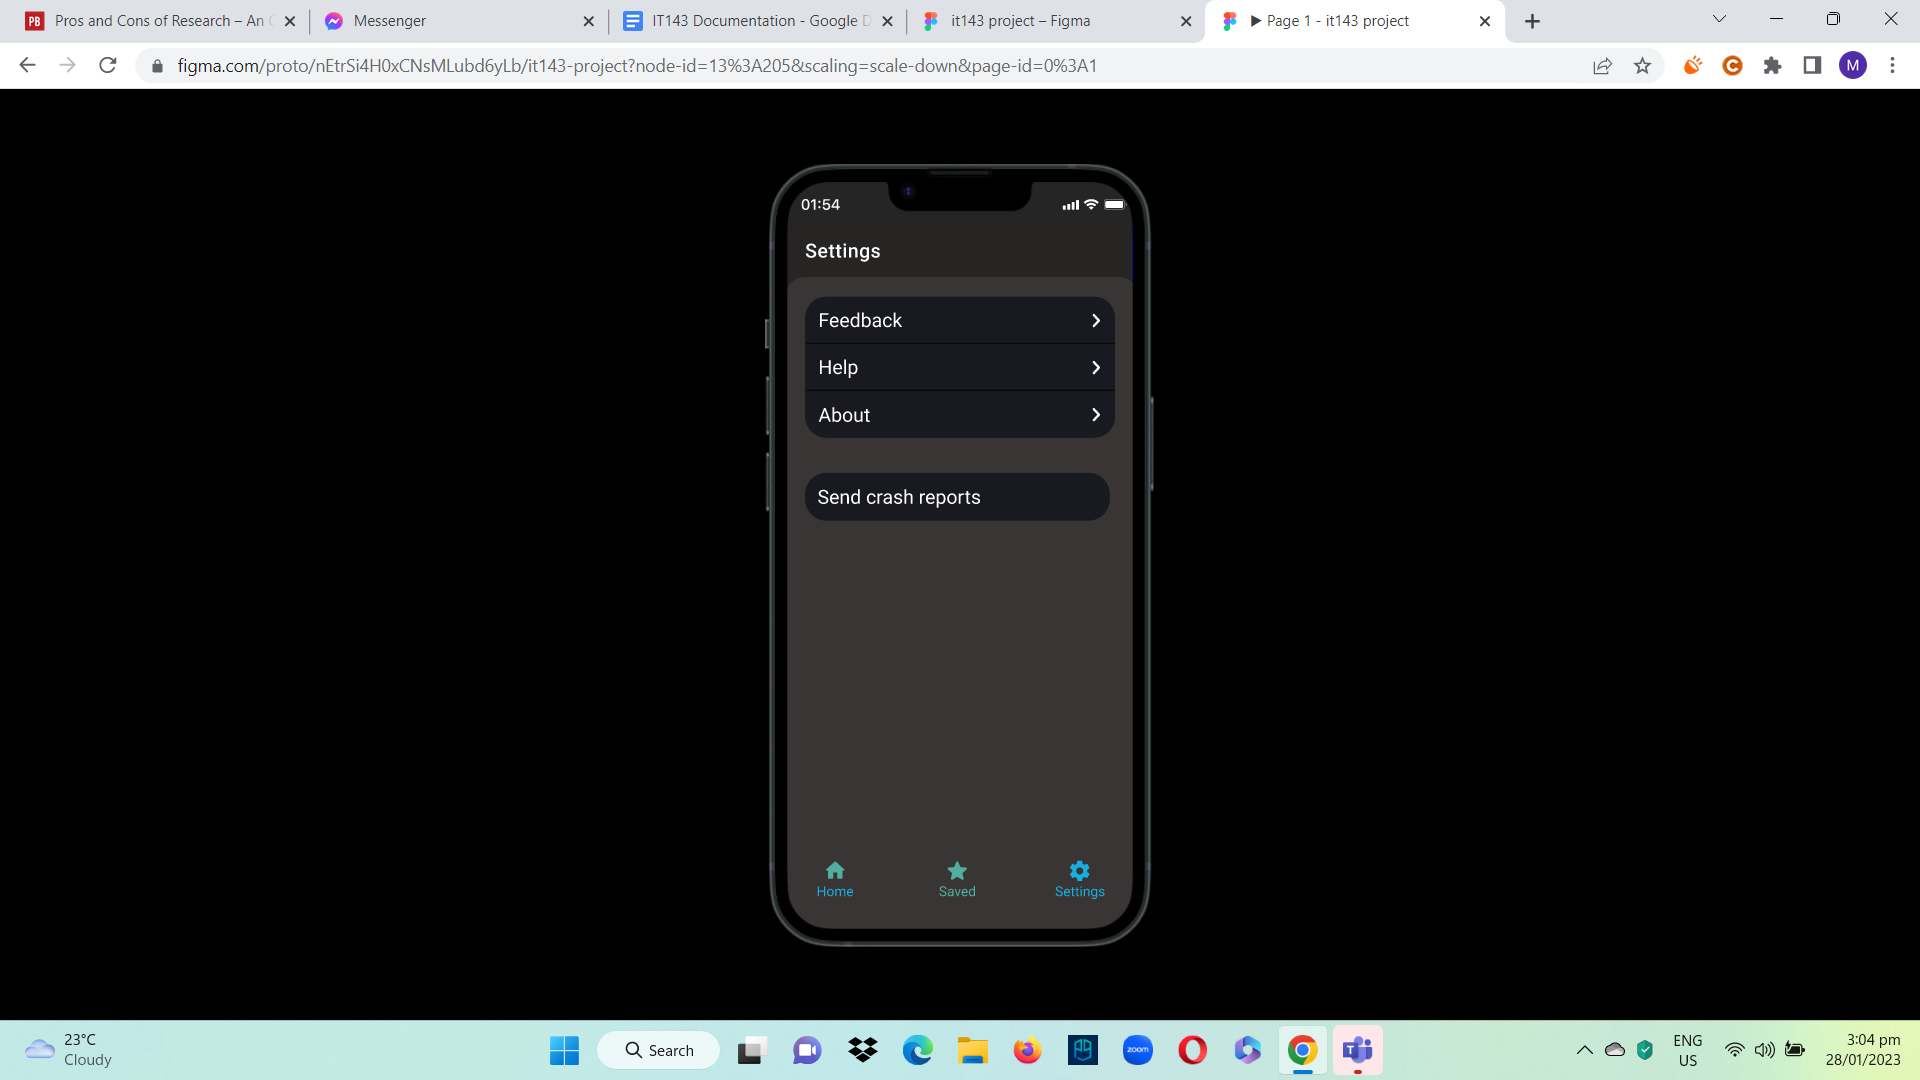 PB Pros and Cons of Research – An
Messenger
IT143 Documentation - Google D
it143 project – Figma
Page 1 - it143 project
figma.com/proto/nEtrSi4H0xCNsMLubd6yLb/it143-project?node-id=13%3A205&scaling=scale-down&page-id=0%3A1
M
01:54
Settings
Feedback
Help
About
Send crash reports
Home
Saved
Settings
23°C
Cloudy
Search
zoom
ENG
US
3:04 pm
28/01/2023